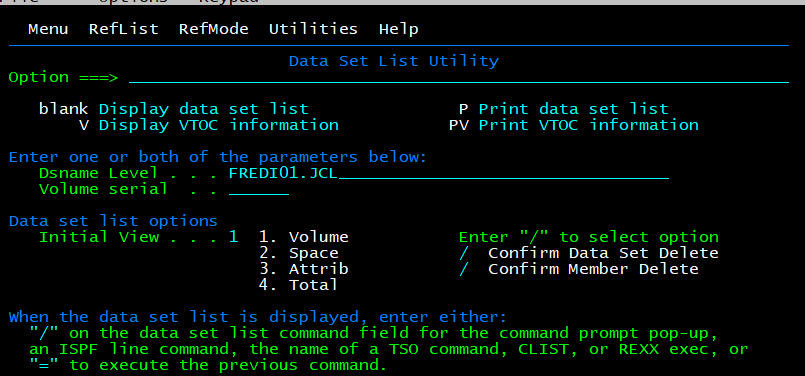 Menu RefList RefMode Utilities Help
Data Set List Utility
Option ===>
blank Display data set list P Print data set list
V Display VTOC information PV Print VTOC information
Enter one or both of the parameters below:
Dsname Level . . . FREDI01.JCL
Volume serial . .
Data set list options
Initial View . . . 1 1. Volume Enter "/" to select option
2. Space / Confirm Data Set Delete
3. Attrib / Confirm Member Delete
4. Total
When the data set list is displayed, enter either:
"/" on the data set list command field for the command prompt pop-up,
an ISPF line command, the name of a TSO command, CLIST, or REXX exec, or
"=" to execute the previous command.